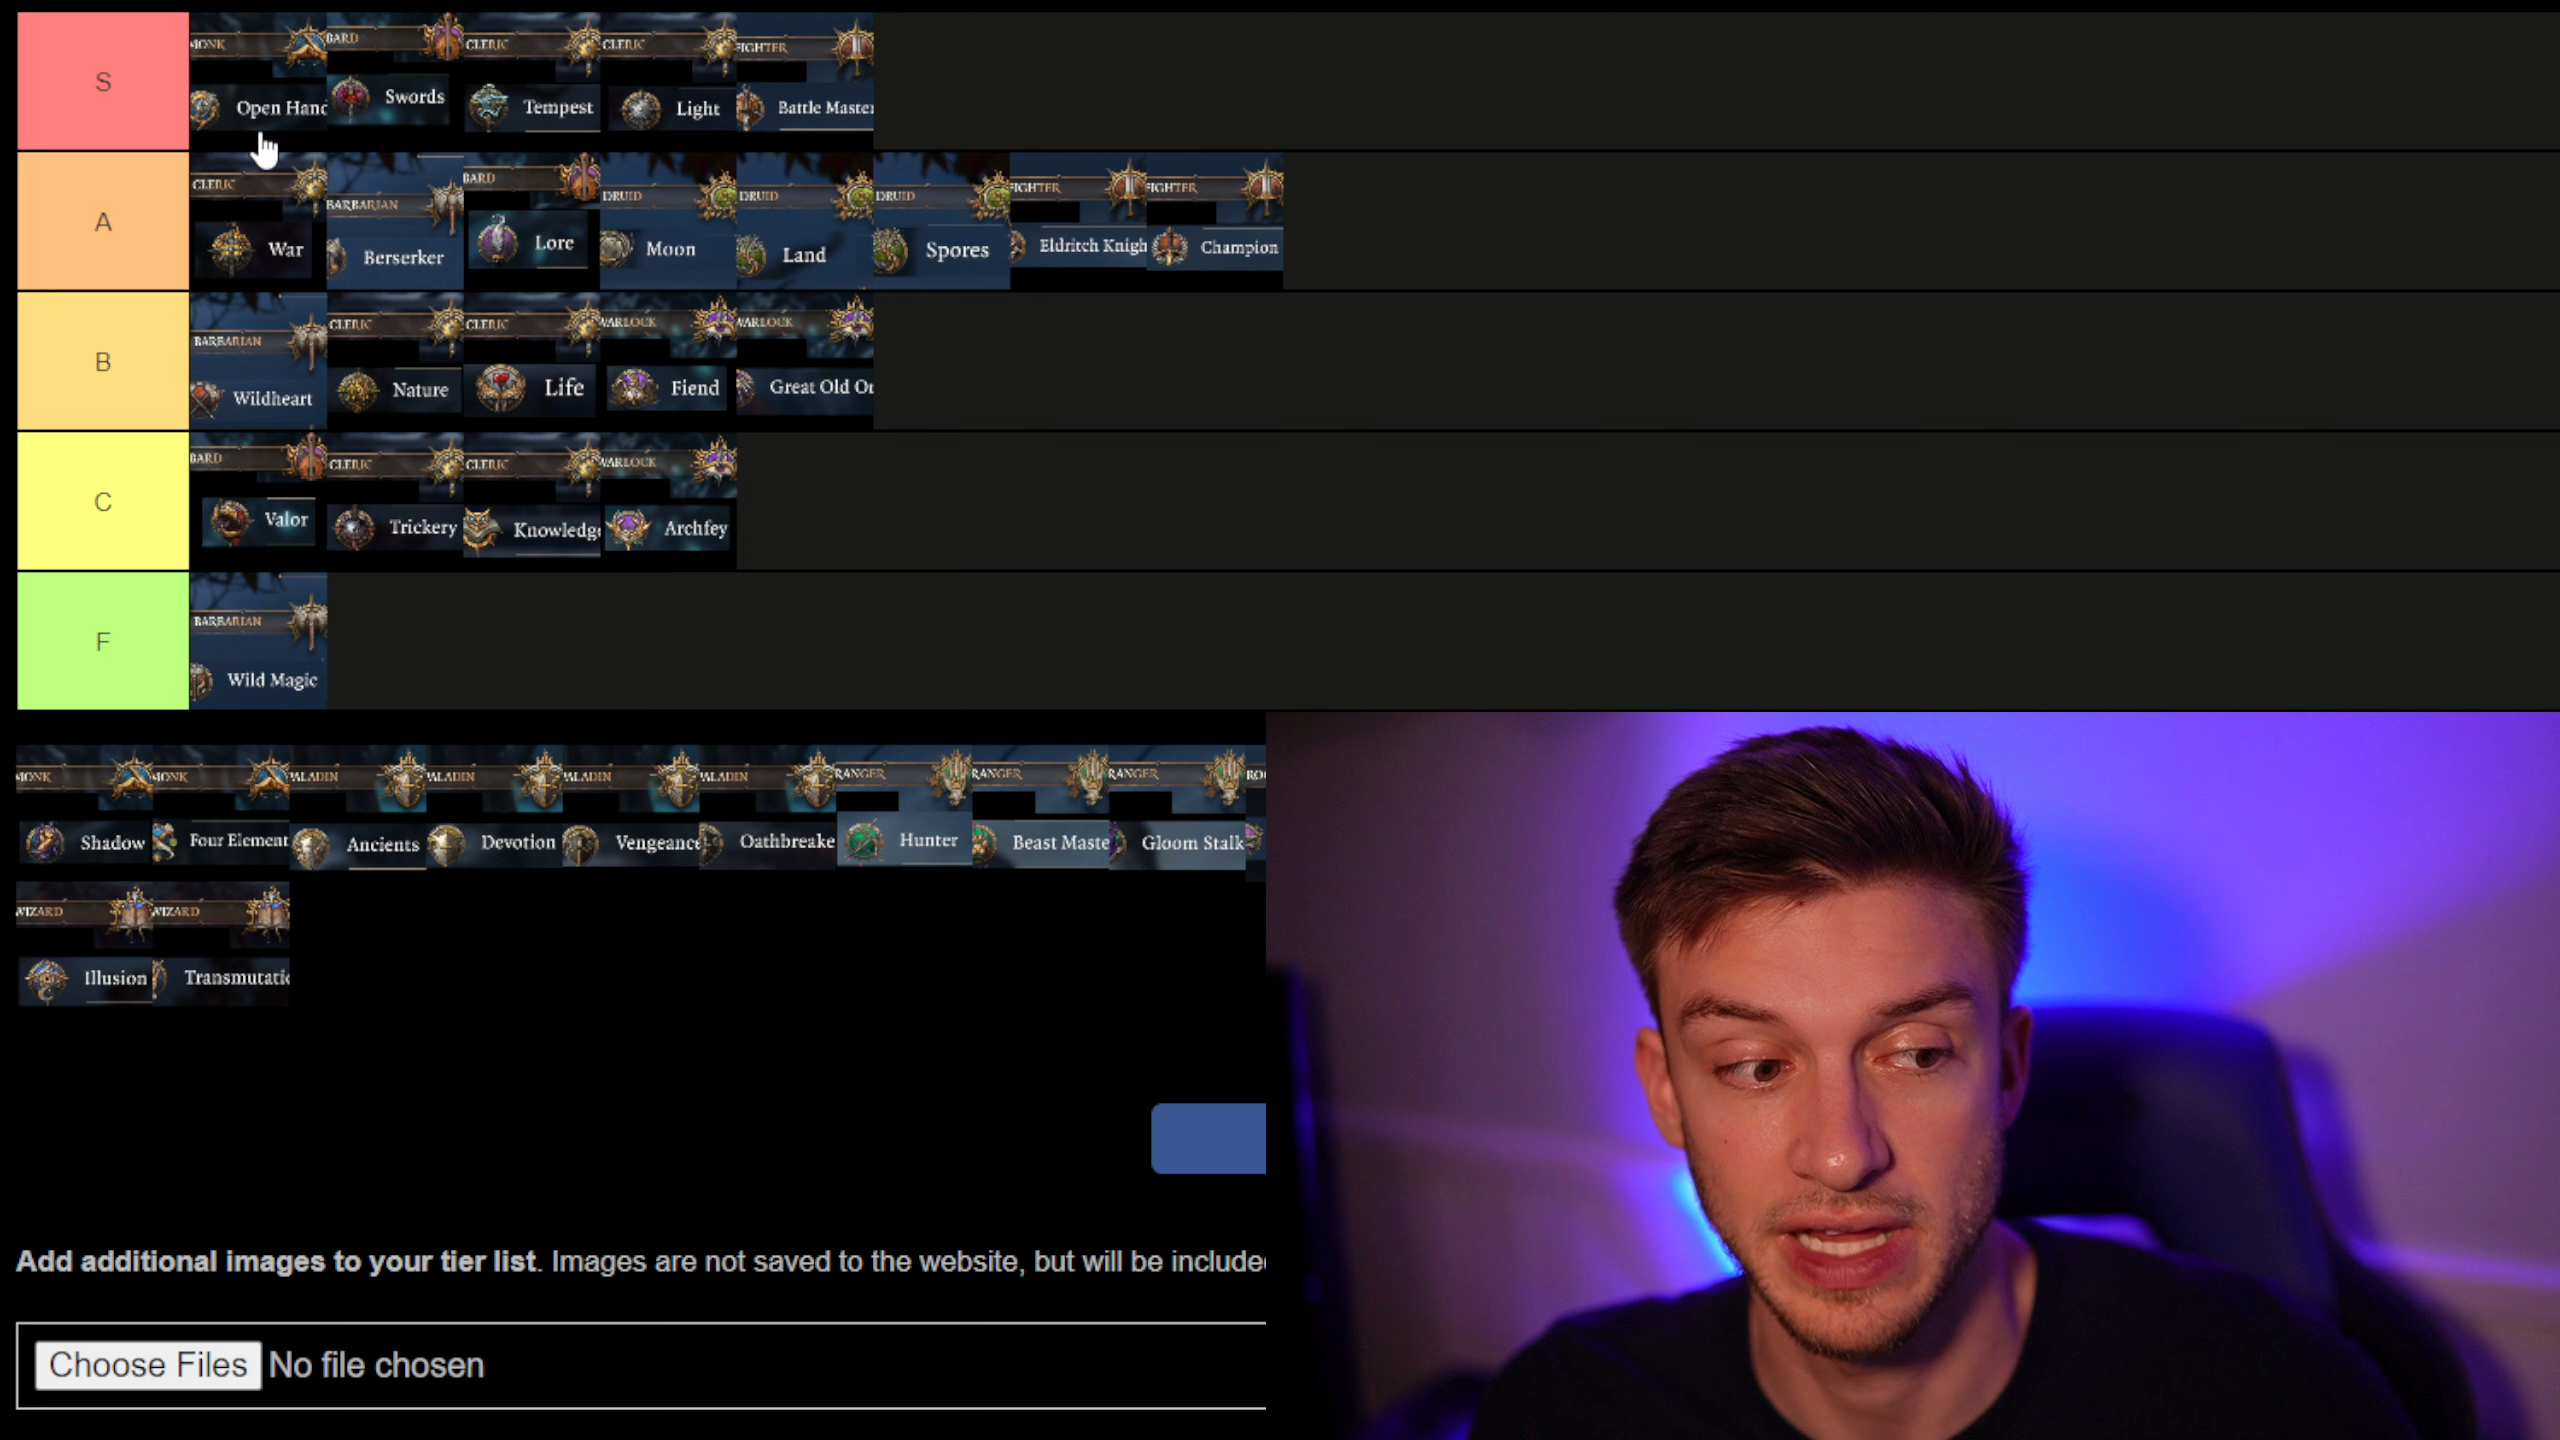 S
MONK BARD CLERIC CLERIC FIGHTER
Open Hand Swords Tempest Light Battle Master
A
CLERIC BARBARIAN BARD DRUID DRUID DRUID FIGHTER FIGHTER
War Berserker Lore Moon Land Spores Eldritch Knigh Champion
B
BARBARIAN CLERIC CLERIC WARLOCK WARLOCK
Wildheart Nature Life Fiend Great Old On
C
BARD CLERIC CLERIC WARLOCK
Valor Trickery Knowledge Archfey
F
BARBARIAN
Wild Magic
MONK MONK PALADIN PALADIN PALADIN PALADIN RANGER RANGER RANGER RO
Shadow Four Element Ancients Devotion Vengeance Oathbreake Hunter Beast Maste Gloom Stalk
WIZARD WIZARD
Illusion Transmutatio
Add additional images to your tier list. Images are not saved to the website, but will be included
Choose Files No file chosen